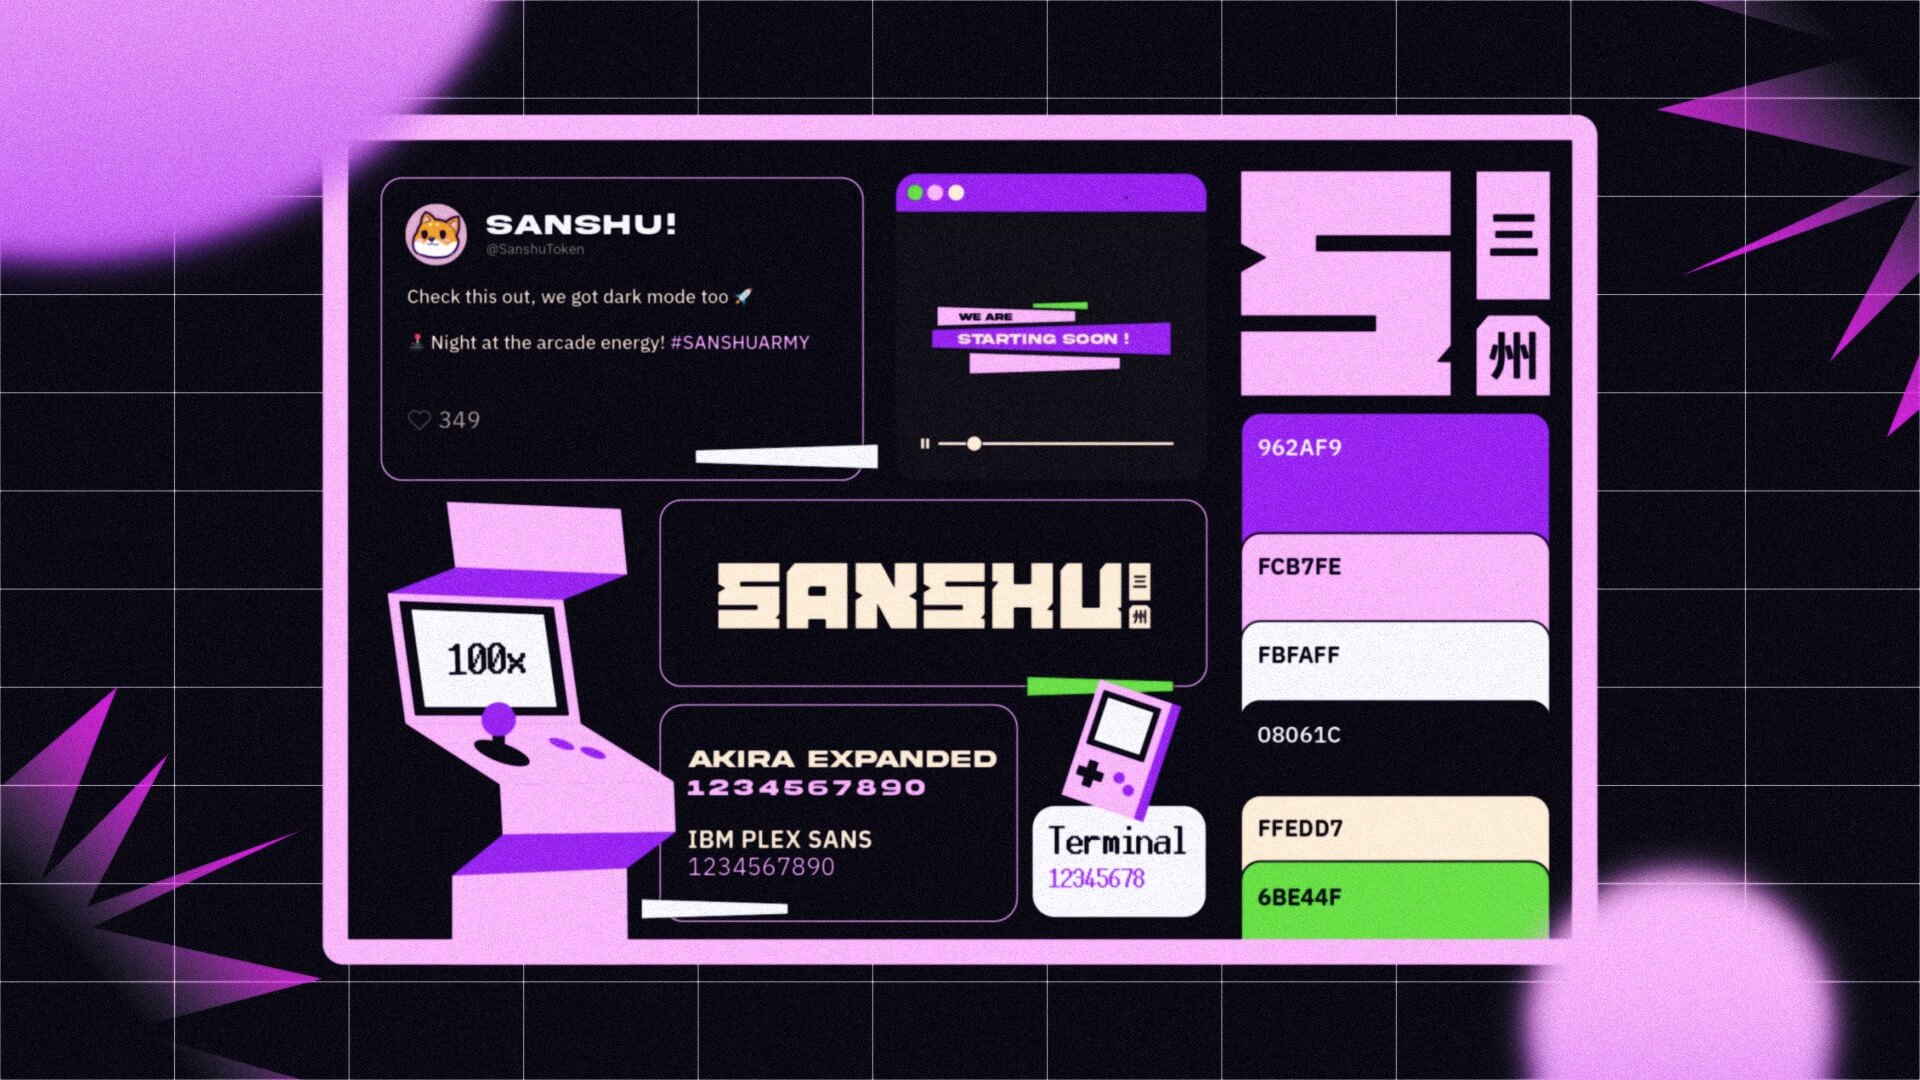 SANSHU!
@SanshuToken
Check this out, we got dark mode too 🚀
🕹️ Night at the arcade energy! #SANSHUARMY
349
WE ARE
STARTING SOON !
S
三
州
962AF9
FCB7FE
FBFAFF
08061C
FFEDD7
6BE44F
100x
SANSHU!
三
州
AKIRA EXPANDED
1234567890
IBM PLEX SANS
1234567890
Terminal
12345678